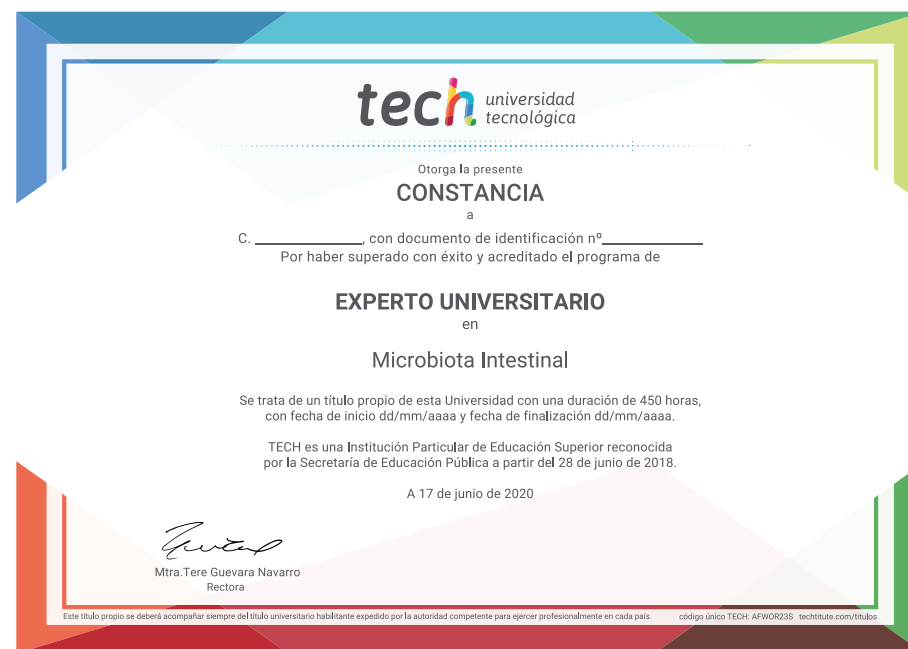 tech universidad
tecnológica
Otorga la presente
CONSTANCIA
a
C. ____________, con documento de identificación nº___________
Por haber superado con éxito y acreditado el programa de
EXPERTO UNIVERSITARIO
en
Microbiota Intestinal
Se trata de un título propio de esta Universidad con una duración de 450 horas,
con fecha de inicio dd/mm/aaaa y fecha de finalización dd/mm/aaaa.
TECH es una Institución Particular de Educación Superior reconocida
por la Secretaría de Educación Pública a partir del 28 de junio de 2018.
A 17 de junio de 2020
Mtra.Tere Guevara Navarro
Rectora
Este título propio se deberá acompañar siempre del título universitario habilitante expedido por la autoridad competente para ejercer profesionalmente en cada país. código único TECH: AFWOR23S techtitute.com/titulos